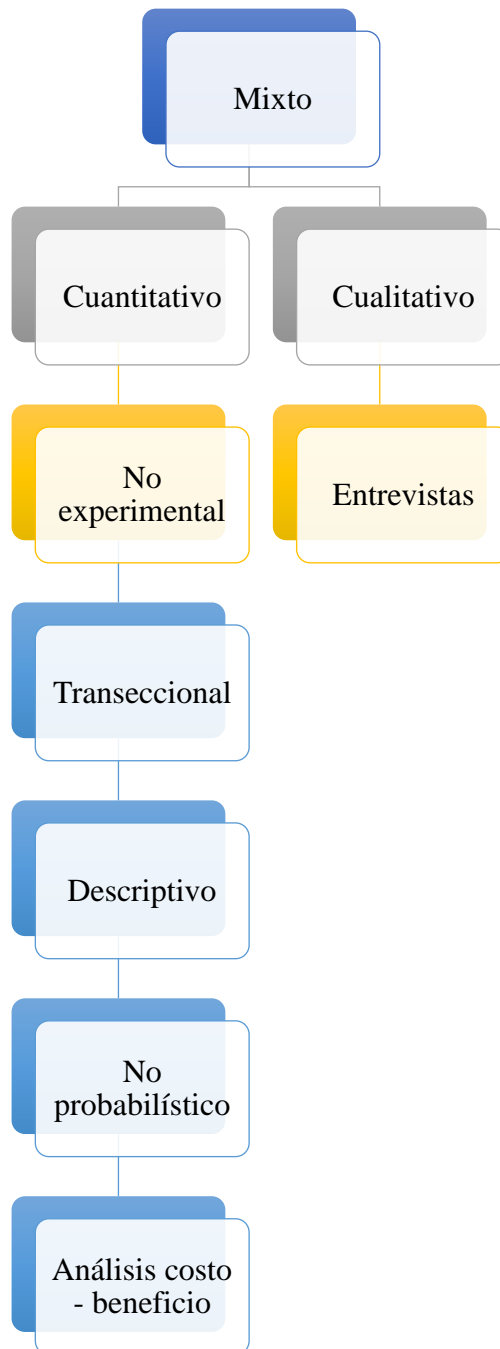 Mixto
Cuantitativo
Cualitativo
No
experimental
Entrevistas
Transeccional
Descriptivo
No
probabilístico
Análisis costo
- beneficio